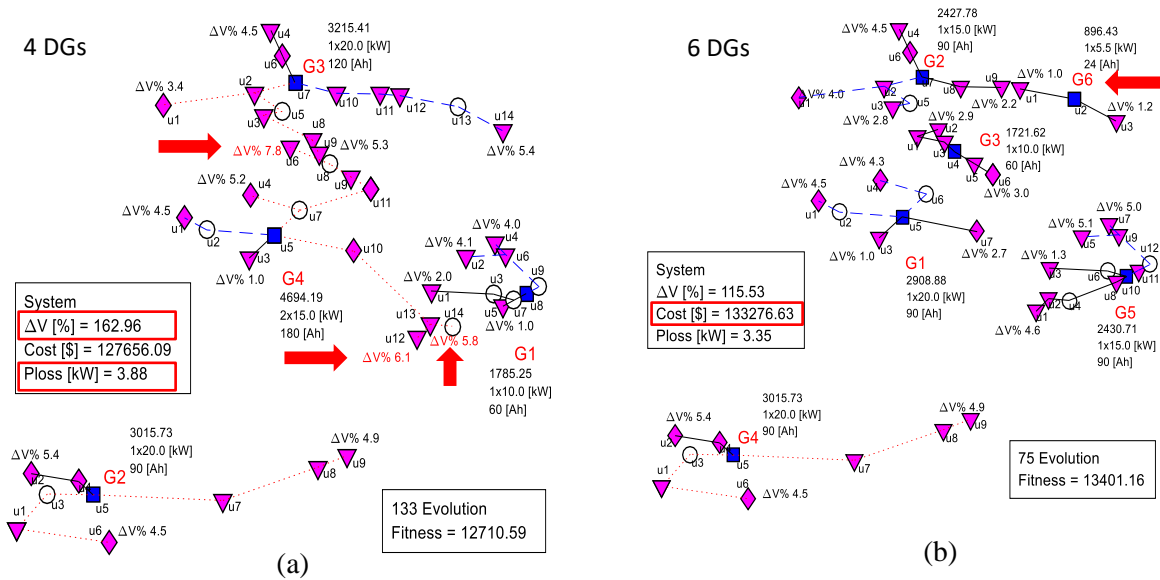 4 DGs
ΔV% 4.5
u4
u6
3215.41
1x20.0 [kW]
120 [Ah]
G3
u7
ΔV% 3.4
u1
u2
u5
u3
u10
u11
u12
u13
u14
ΔV% 5.4
u8
u9
ΔV% 5.3
ΔV% 7.8
u6
u8
u9
u11
ΔV% 5.2
u4
u7
ΔV% 4.5
u1
u2
u5
u3
ΔV% 1.0
u10
G4
4694.19
2x15.0 [kW]
180 [Ah]
ΔV% 4.0
u4
ΔV% 4.1
u2
u6
u9
ΔV% 2.0
u1
u3
u5
u7
u8
ΔV% 1.0
u13
u14
u12
ΔV% 5.8
ΔV% 6.1
G1
1785.25
1x10.0 [kW]
60 [Ah]
System
ΔV [%] = 162.96
Cost [$] = 127656.09
Ploss [kW] = 3.88
3015.73
1x20.0 [kW]
90 [Ah]
G2
ΔV% 5.4
u2
u4
u3
u5
u1
u6
ΔV% 4.5
u7
u8
u9
ΔV% 4.9
133 Evolution
Fitness = 12710.59
(a)
6 DGs
ΔV% 4.5
u4
u6
2427.78
1x15.0 [kW]
90 [Ah]
G2
u7
ΔV% 4.0
u1
u2
u5
u3
ΔV% 2.8
u8
u9
ΔV% 2.2
896.43
1x5.5 [kW]
24 [Ah]
ΔV% 1.0
G6
u1
u2
u3
ΔV% 1.2
ΔV% 2.9
u2
u1
u3
G3
1721.62
1x10.0 [kW]
60 [Ah]
u4
u5
u6
ΔV% 3.0
ΔV% 4.3
u4
u6
ΔV% 4.5
u1
u2
u5
u3
ΔV% 1.0
u7
ΔV% 2.7
G1
2908.88
1x20.0 [kW]
90 [Ah]
ΔV% 5.0
u7
ΔV% 5.1
u5
u9
u12
ΔV% 1.3
u3
u6
u11
u10
u8
u2
u4
u1
ΔV% 4.6
G5
2430.71
1x15.0 [kW]
90 [Ah]
System
ΔV [%] = 115.53
Cost [$] = 133276.63
Ploss [kW] = 3.35
3015.73
1x20.0 [kW]
90 [Ah]
G4
ΔV% 5.4
u2
u4
u3
u5
u1
u6
ΔV% 4.5
u7
u8
u9
ΔV% 4.9
75 Evolution
Fitness = 13401.16
(b)